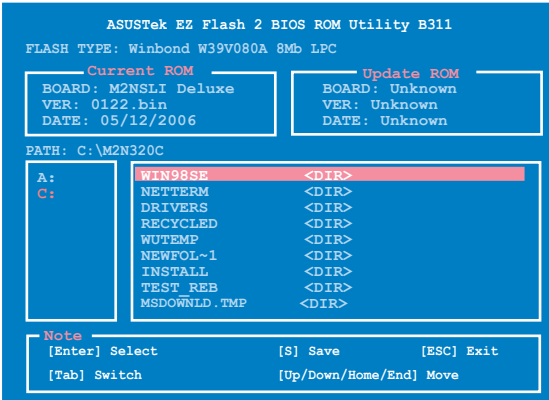 ASUSTek EZ Flash 2 BIOS ROM Utility B311
FLASH TYPE: Winbond W39V080A 8Mb LPC
Current ROM
BOARD: M2NSLI Deluxe
VER: 0122.bin
DATE: 05/12/2006
Update ROM
BOARD: Unknown
VER: Unknown
DATE: Unknown
PATH: C:\M2N320C
A:
C:
WIN98SE <DIR>
NETTERM <DIR>
DRIVERS <DIR>
RECYCLED <DIR>
WUTEMP <DIR>
NEWFOL~1 <DIR>
INSTALL <DIR>
TEST_REB <DIR>
MSDOWNLD.TMP <DIR>
Note
[Enter] Select [S] Save [ESC] Exit
[Tab] Switch [Up/Down/Home/End] Move